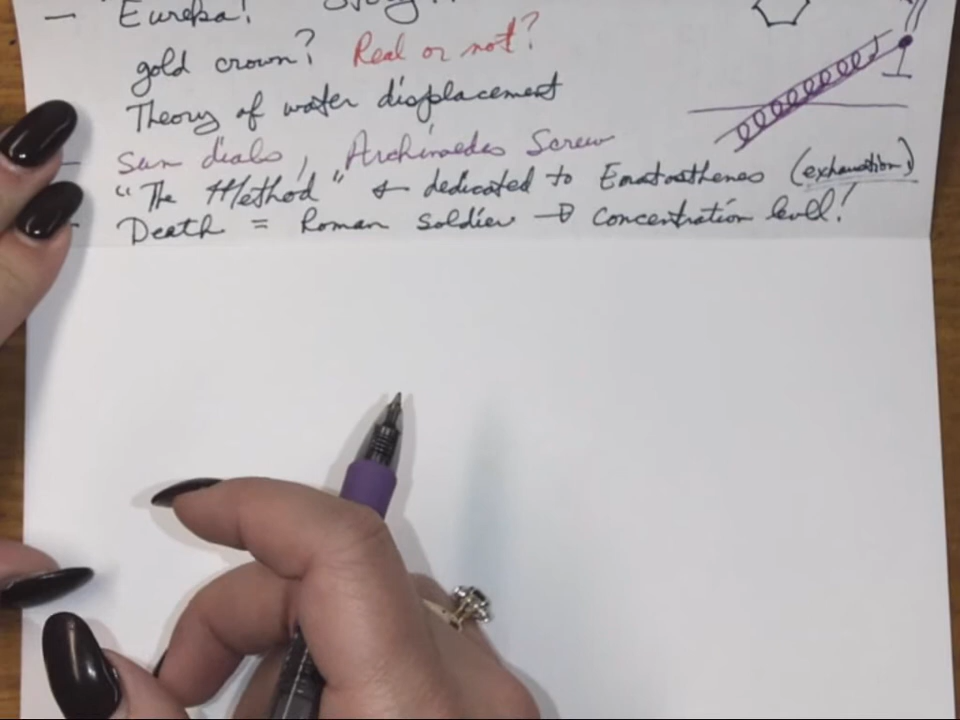 — Eureka! Story!!
gold crown? Real or not?
Theory of water displacement
— Sun dials, Archimedes Screw
"The Method" & dedicated to Eratosthenes (exhaustion)
- Death = Roman soldier → concentration level!